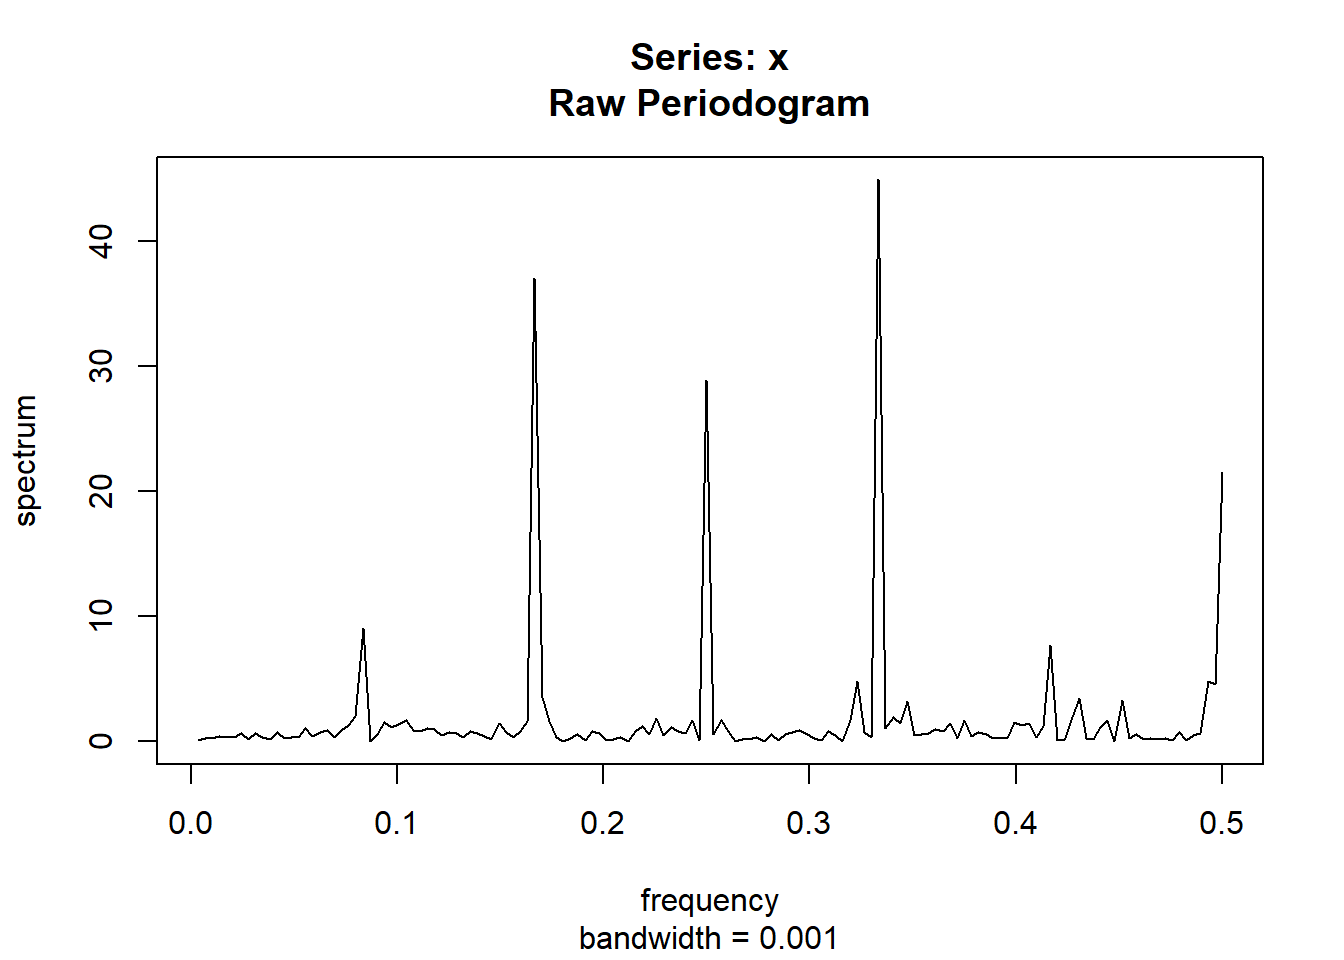 Series: x
Raw Periodogram
spectrum
40
30
20
10
0
0.0 0.1 0.2 0.3 0.4 0.5
frequency
bandwidth = 0.001